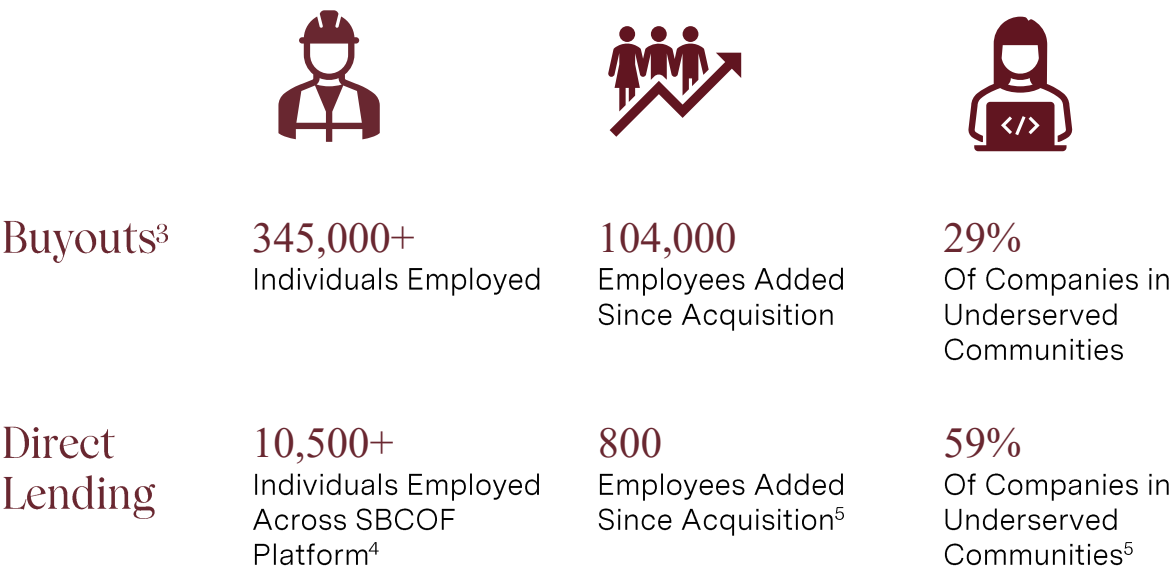 </>
Buyouts³
345,000+
Individuals Employed
104,000
Employees Added
Since Acquisition
29%
Of Companies in
Underserved
Communities
Direct
Lending
10,500+
Individuals Employed
Across SBCOF
Platform⁴
800
Employees Added
Since Acquisition⁵
59%
Of Companies in
Underserved
Communities⁵